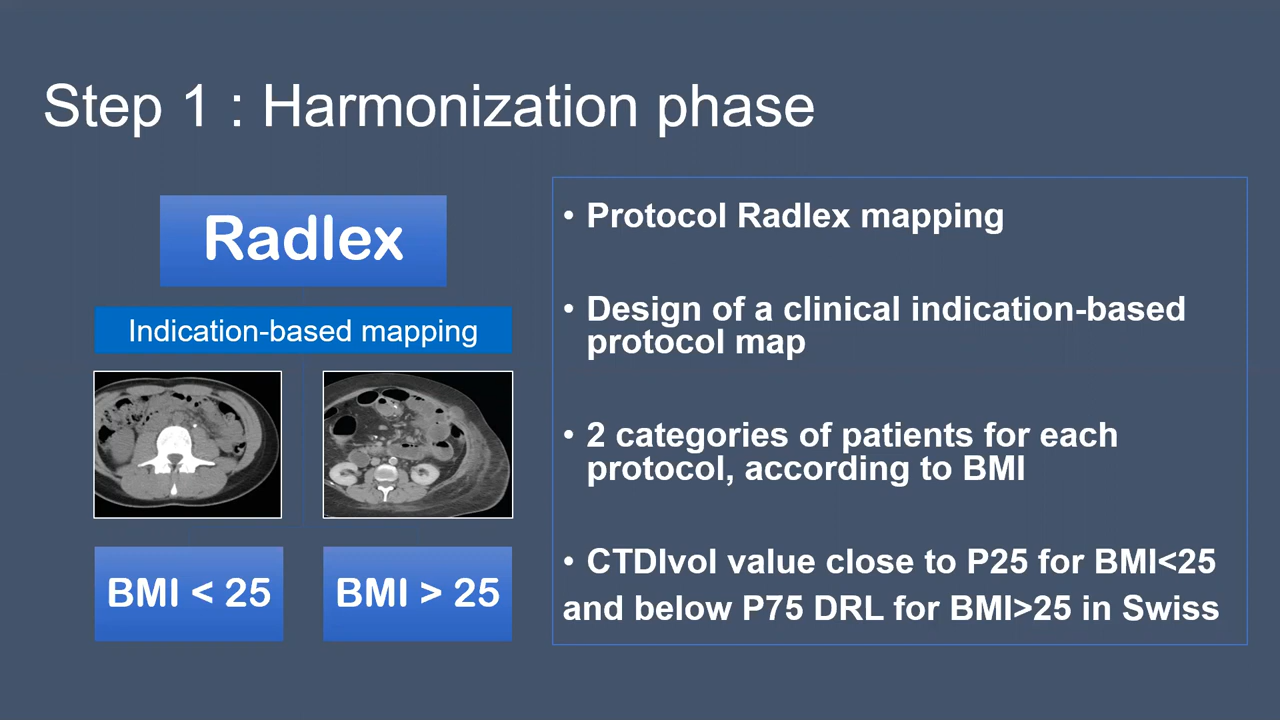 Step 1 : Harmonization phase
Radlex
Indication-based mapping
BMI < 25
BMI > 25
• Protocol Radlex mapping
• Design of a clinical indication-based
protocol map
• 2 categories of patients for each
protocol, according to BMI
• CTDIvol value close to P25 for BMI<25
and below P75 DRL for BMI>25 in Swiss